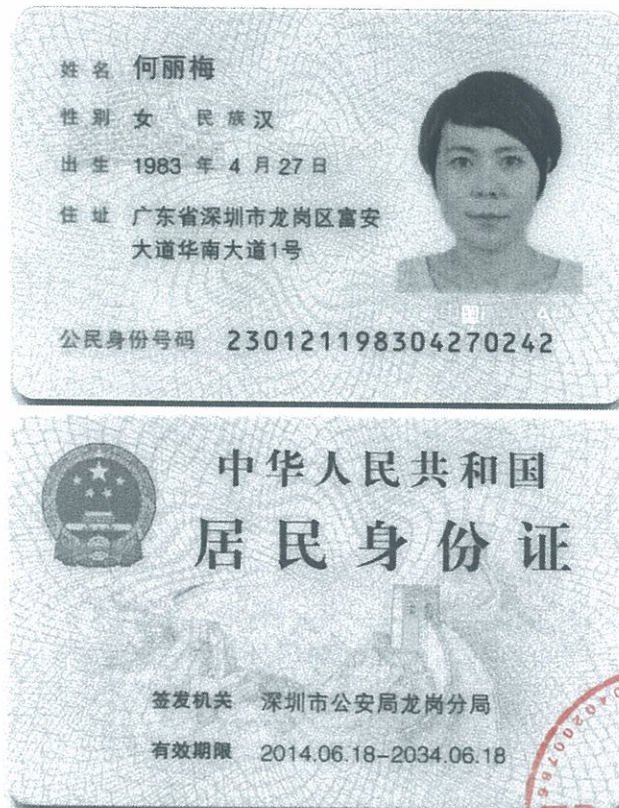 姓名 何丽梅
性别 女 民族 汉
出生 1983 年 4 月 27 日
住址 广东省深圳市龙岗区富安
大道华南大道1号
公民身份号码 230121198304270242
中华人民共和国
居民身份证
签发机关 深圳市公安局龙岗分局
有效期限 2014.06.18-2034.06.18